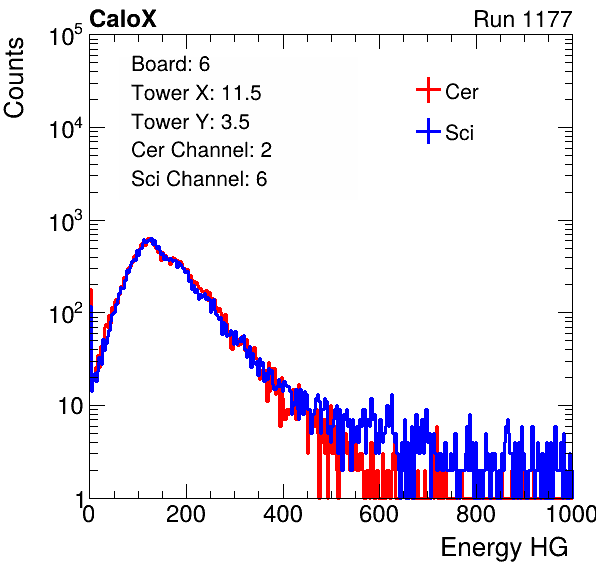 CaloX Run 1177
Counts
10^5
10^4
10^3
10^2
10
1
Board: 6
Tower X: 11.5
Tower Y: 3.5
Cer Channel: 2
Sci Channel: 6
Cer
Sci
0 200 400 600 800 1000
Energy HG